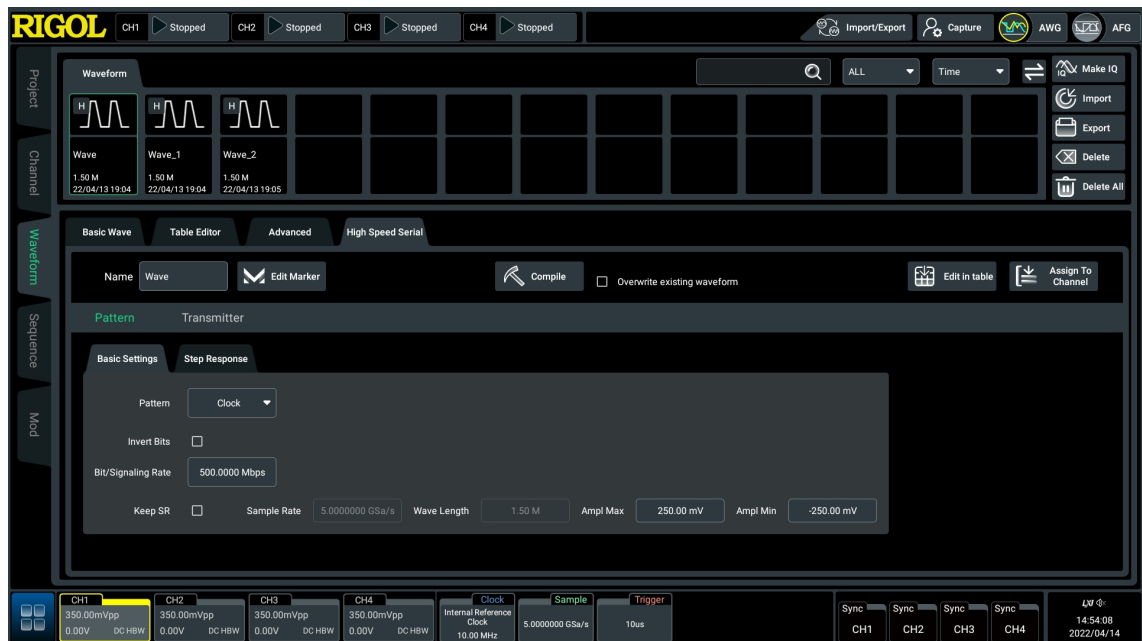 RIGOL CH1 Stopped CH2 Stopped CH3 Stopped CH4 Stopped Import/Export Capture AWG AFG
Project
Channel
Waveform
Sequence
Mod
Waveform ALL Time Make IQ
Import
Export
Delete
Delete All
H H H
Wave Wave_1 Wave_2
1.50 M 1.50 M 1.50 M
22/04/13 19:04 22/04/13 19:04 22/04/13 19:05
Basic Wave Table Editor Advanced High Speed Serial
Name Wave Edit Marker Compile Overwrite existing waveform Edit in table Assign To
Channel
Pattern Transmitter
Basic Settings Step Response
Pattern Clock
Invert Bits
Bit/Signaling Rate 500.0000 Mbps
Keep SR Sample Rate 5.0000000 GSa/s Wave Length 1.50 M Ampl Max 250.00 mV Ampl Min -250.00 mV
CH1 CH2 CH3 CH4 Clock Sample Trigger
350.00mVpp 350.00mVpp 350.00mVpp 350.00mVpp Internal Reference
Clock
10.00 MHz
0.00V DC HBW 0.00V DC HBW 0.00V DC HBW 0.00V DC HBW
5.0000000 GSa/s 10us
Sync Sync Sync Sync
CH1 CH2 CH3 CH4
LXI
14:54:08
2022/04/14